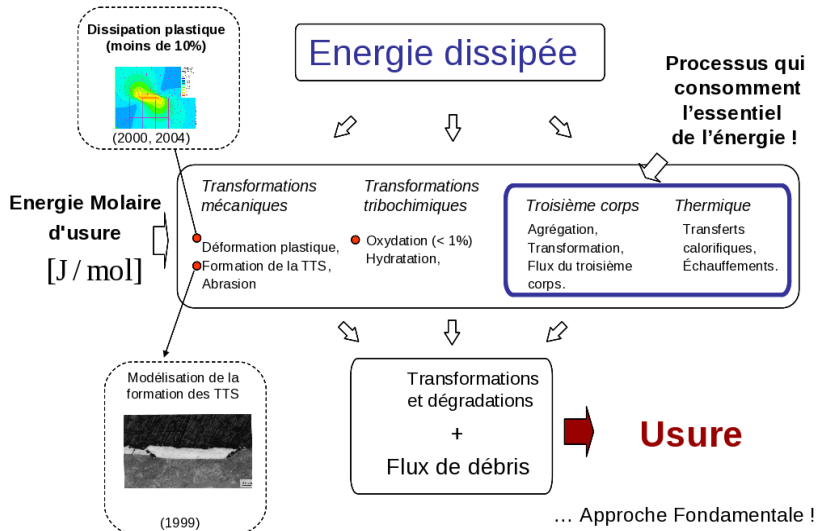 Dissipation plastique
(moins de 10%)
(2000, 2004)
Energie dissipée
Processus qui
consomment
l'essentiel
de l'énergie !
Energie Molaire
d'usure
[J / mol]
Transformations
mécaniques
Déformation plastique,
Formation de la TTS,
Abrasion
Transformations
tribochimiques
Oxydation (< 1%)
Hydratation,
Troisième corps
Agrégation,
Transformation,
Flux du troisième
corps.
Thermique
Transferts
calorifiques,
Échauffements.
Modélisation de la
formation des TTS
(1999)
Transformations
et dégradations
+
Flux de débris
Usure
… Approche Fondamentale !